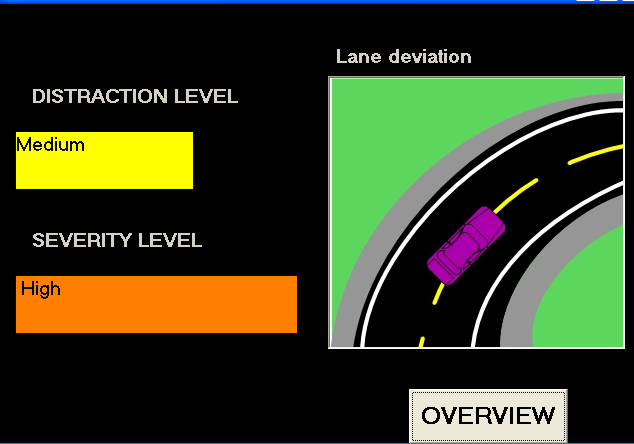 Lane deviation
DISTRACTION LEVEL
Medium
SEVERITY LEVEL
High
OVERVIEW